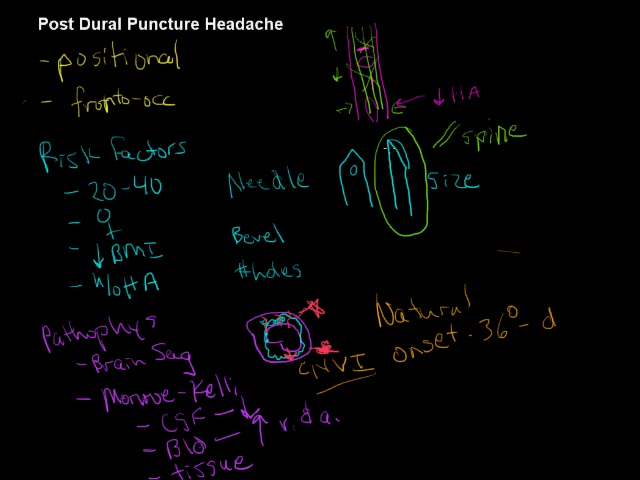 Post Dural Puncture Headache
- positional
- fronto-occ
Risk Factors
- 20-40
- ♀
- ↓ BMI
- h/o HA
Pathophys
- Brain Sag
- Monroe-Kelli
- CSF
- Bld
- tissue
↑ v. d a.
Needle
Bevel
#holes
↓ HA
// spine
size
CN VI
Natural
onset. 36° - d